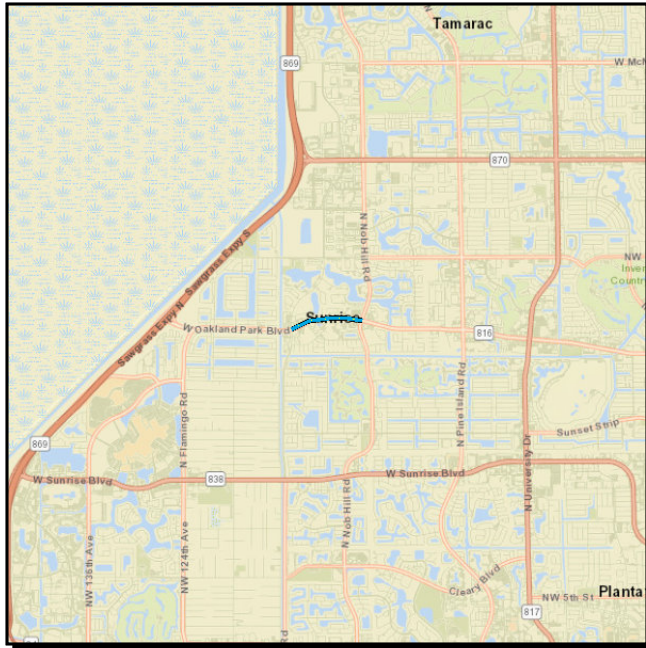 Tamarac
869
W McN
870
N Nob Hill Rd
NW
Inver
Country
Sawgrass Expy S
Sawgrass Expy N
Sunrise
W Oakland Park Blvd
816
N Pine Island Rd
N Flamingo Rd
Sunset Strip
869
W Sunrise Blvd
838
W Sunrise Blvd
N University Dr
N Nob Hill Rd
NW 136th Ave
NW 124th Ave
Cleary Blvd
NW 5th St
Planta
817
Rd